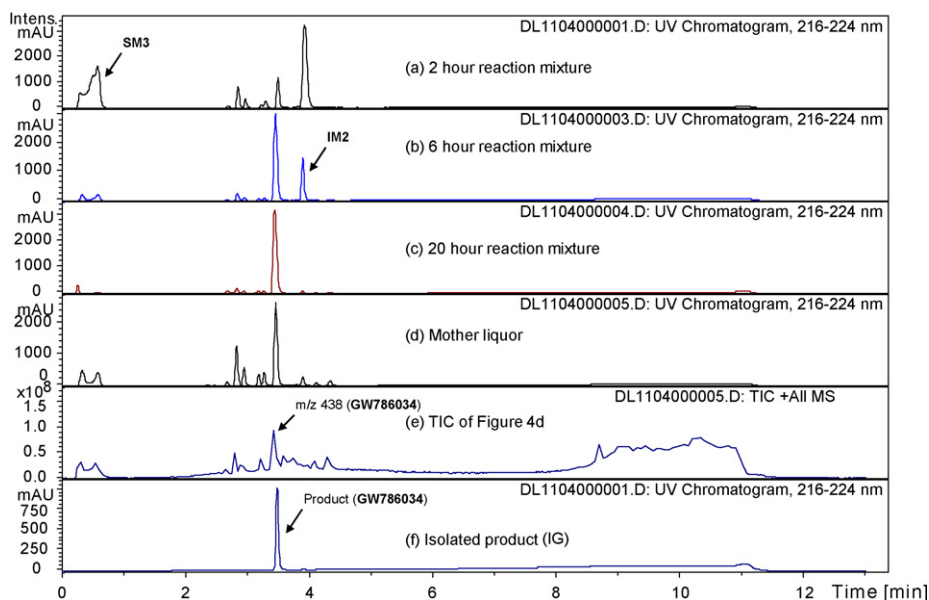 Intens.
mAU
3000
2000
1000
0
SM3
DL1104000001.D: UV Chromatogram, 216-224 nm
(a) 2 hour reaction mixture
mAU
2000
1000
0
IM2
DL1104000003.D: UV Chromatogram, 216-224 nm
(b) 6 hour reaction mixture
mAU
2000
1000
0
DL1104000004.D: UV Chromatogram, 216-224 nm
(c) 20 hour reaction mixture
mAU
2000
1000
0
DL1104000005.D: UV Chromatogram, 216-224 nm
(d) Mother liquor
x10⁸
1.5
1.0
0.5
0.0
m/z 438 (GW786034)
DL1104000005.D: TIC +All MS
(e) TIC of Figure 4d
mAU
750
500
250
0
Product (GW786034)
DL1104000001.D: UV Chromatogram, 216-224 nm
(f) Isolated product (IG)
0 2 4 6 8 10 12 Time [min]